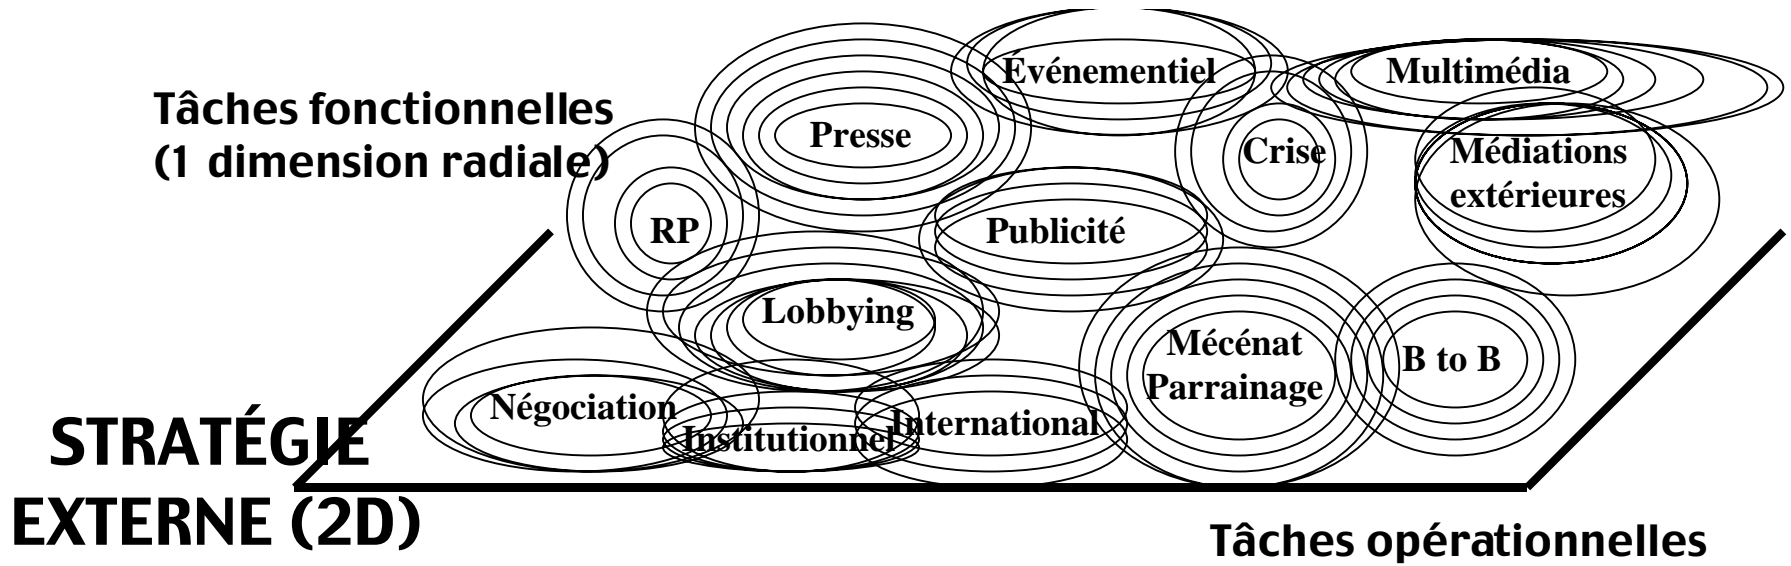 Événementiel
Multimédia
Tâches fonctionnelles
(1 dimension radiale)
Presse
Crise
Médiations
extérieures
RP
Publicité
Lobbying
Mécénat
Parrainage
B to B
Négociation
Institutionnel
International
STRATÉGIE
EXTERNE (2D)
Tâches opérationnelles